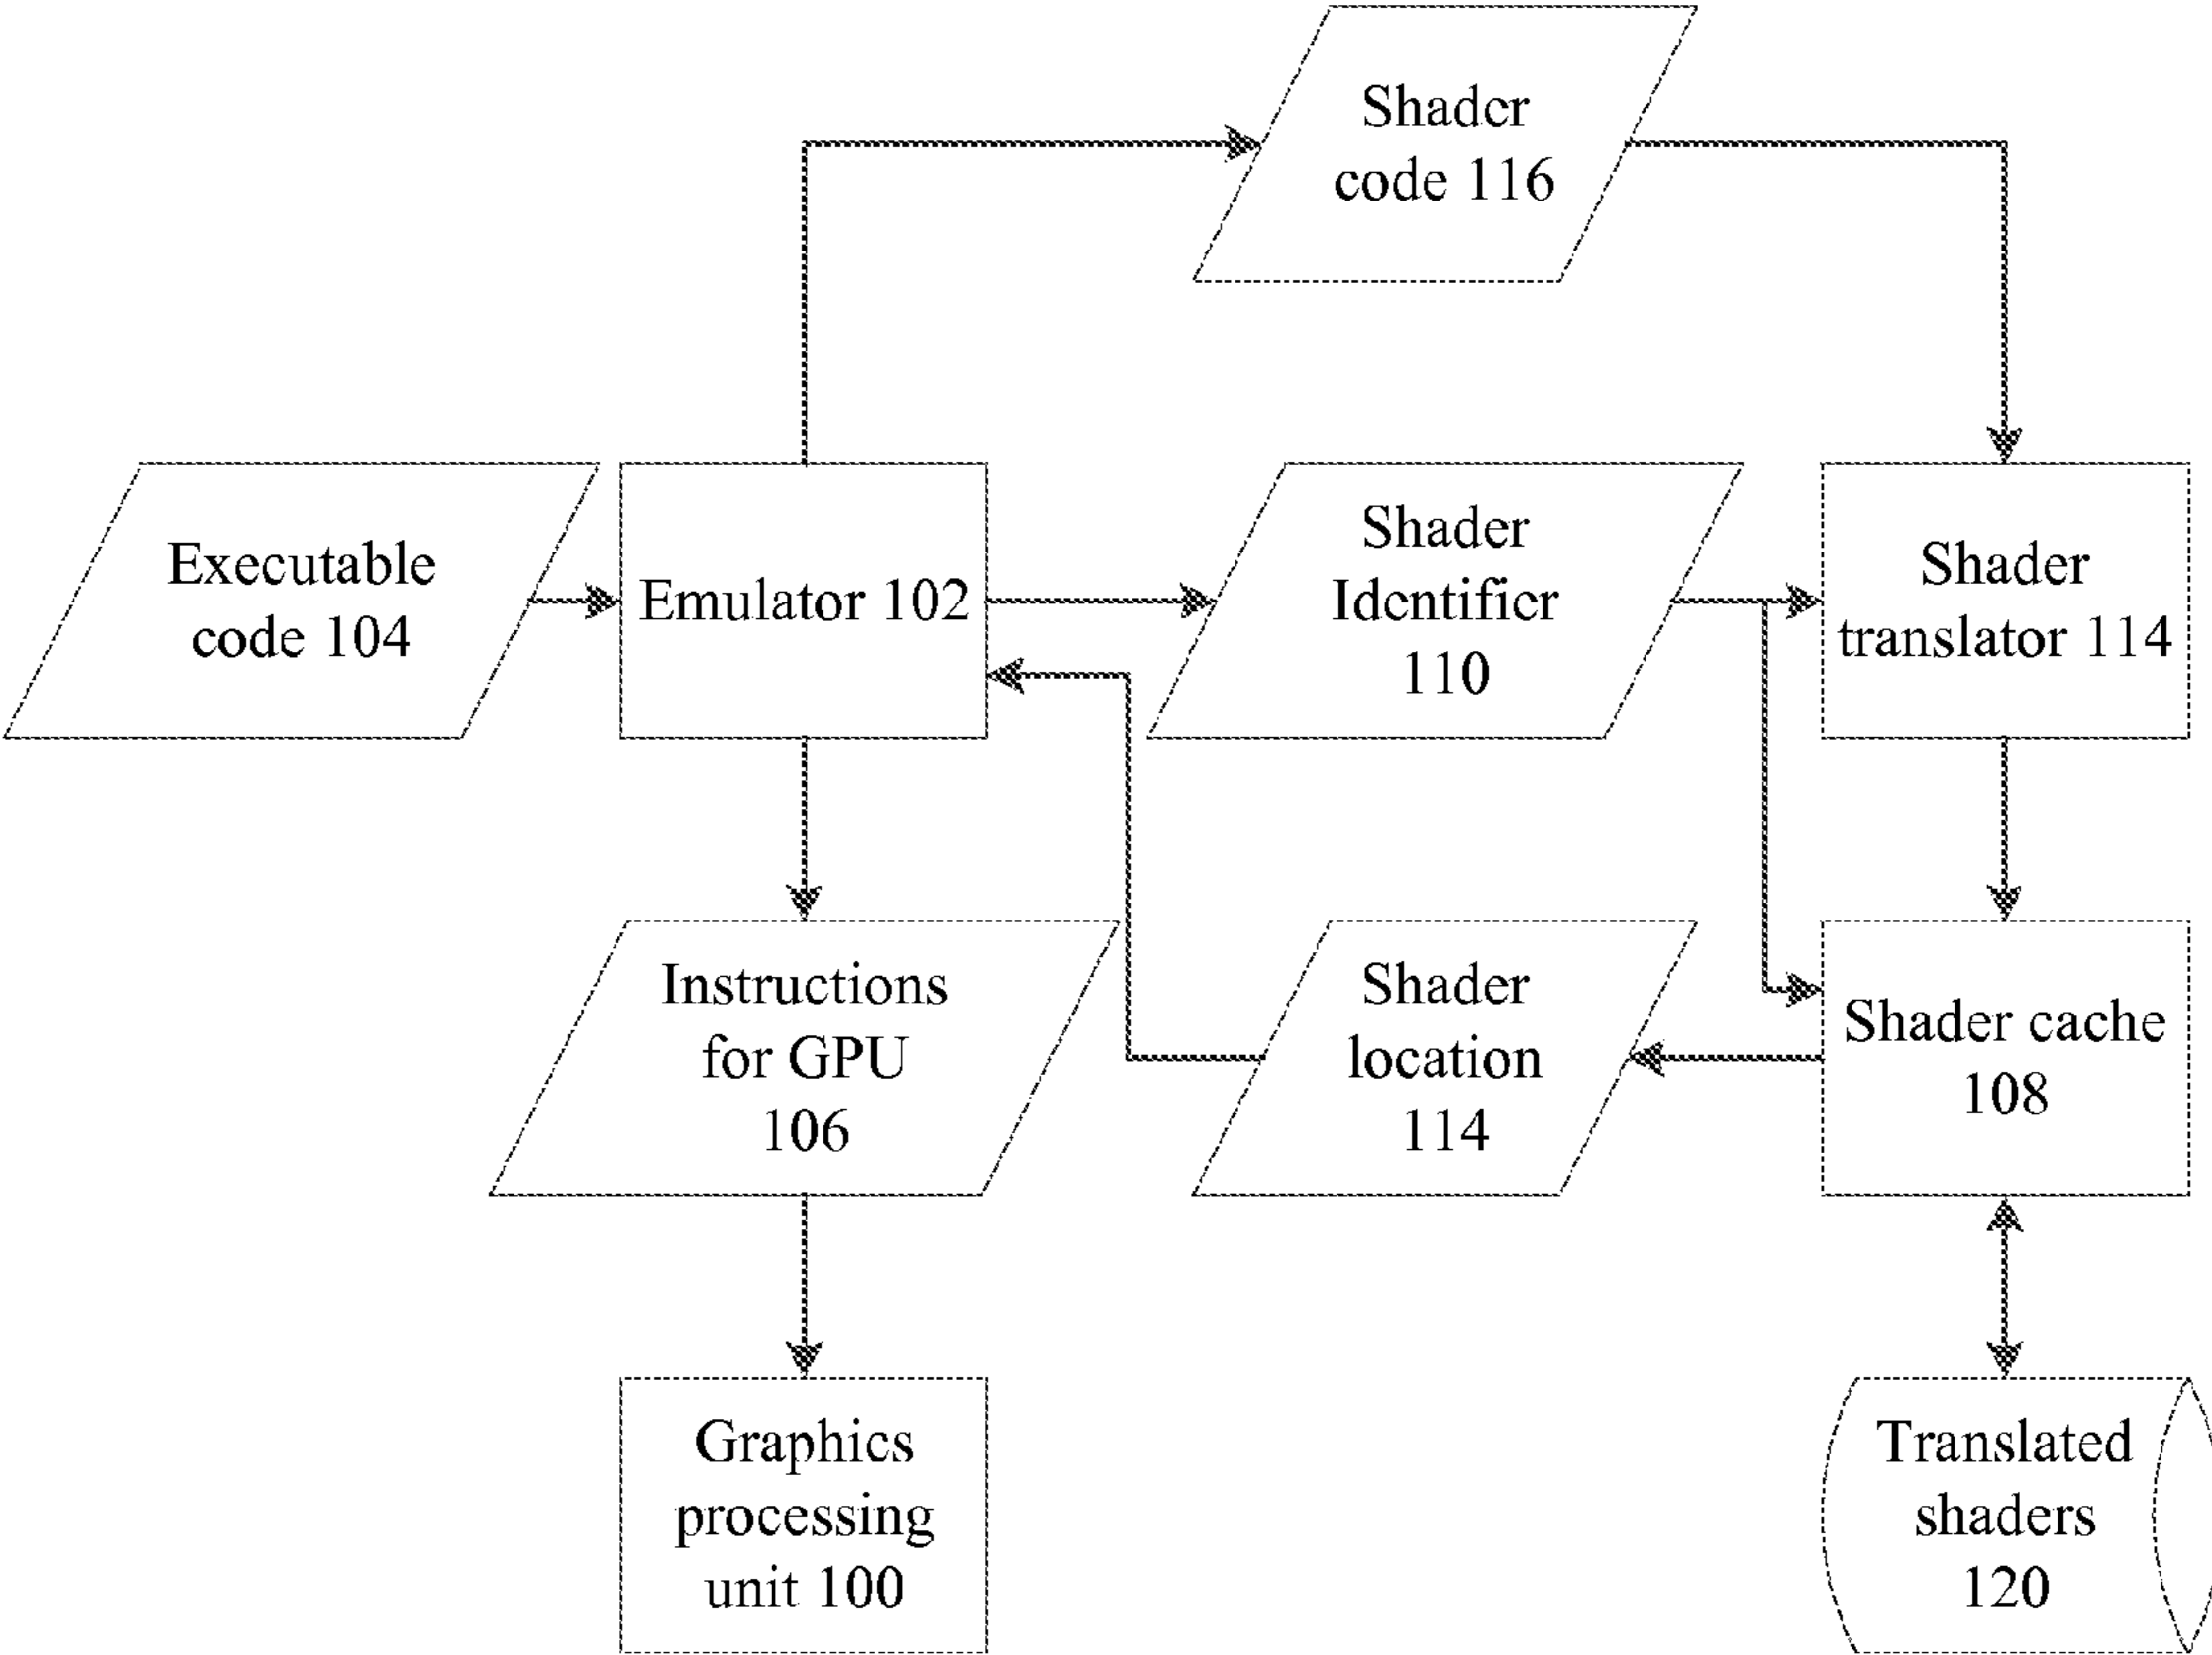 Shader
code 116
Executable
code 104
Emulator 102
Shader
Identifier
110
Shader
translator 114
Instructions
for GPU
106
Shader
location
114
Shader cache
108
Graphics
processing
unit 100
Translated
shaders
120